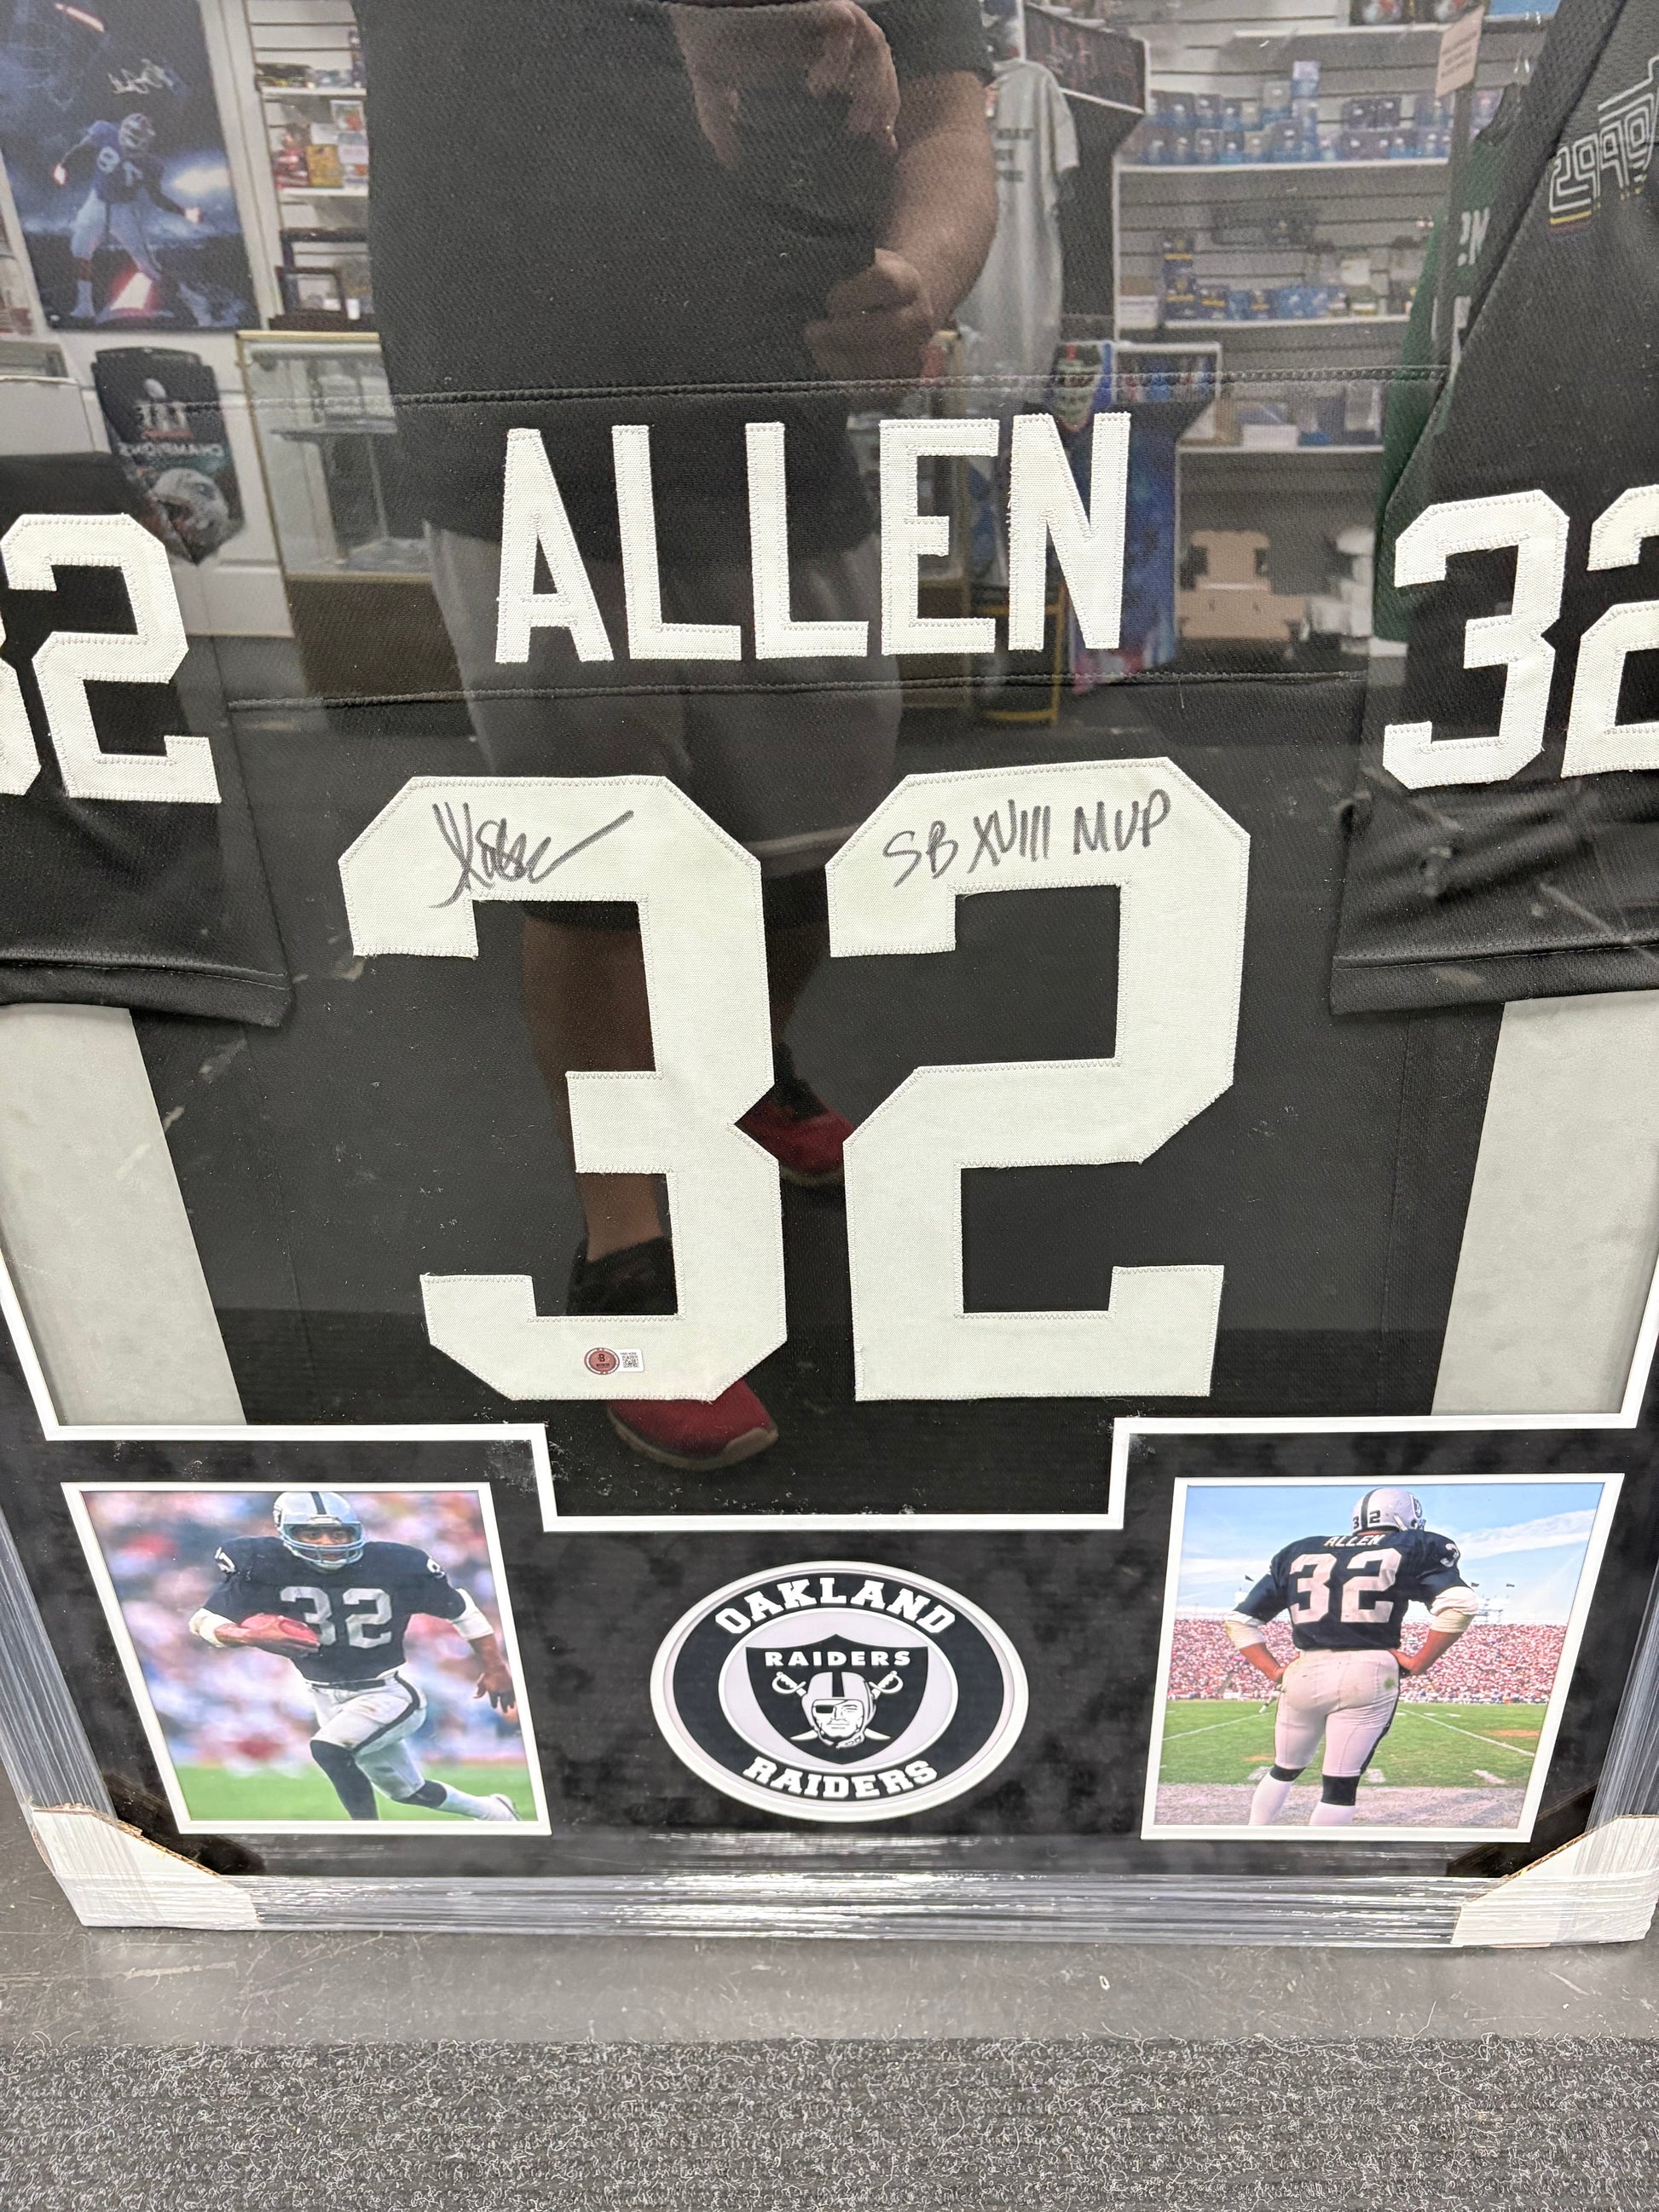 ALLEN
32
32
32
SB XVIII MVP
32
ALLEN
32
32
OAKLAND
RAIDERS
RAIDERS